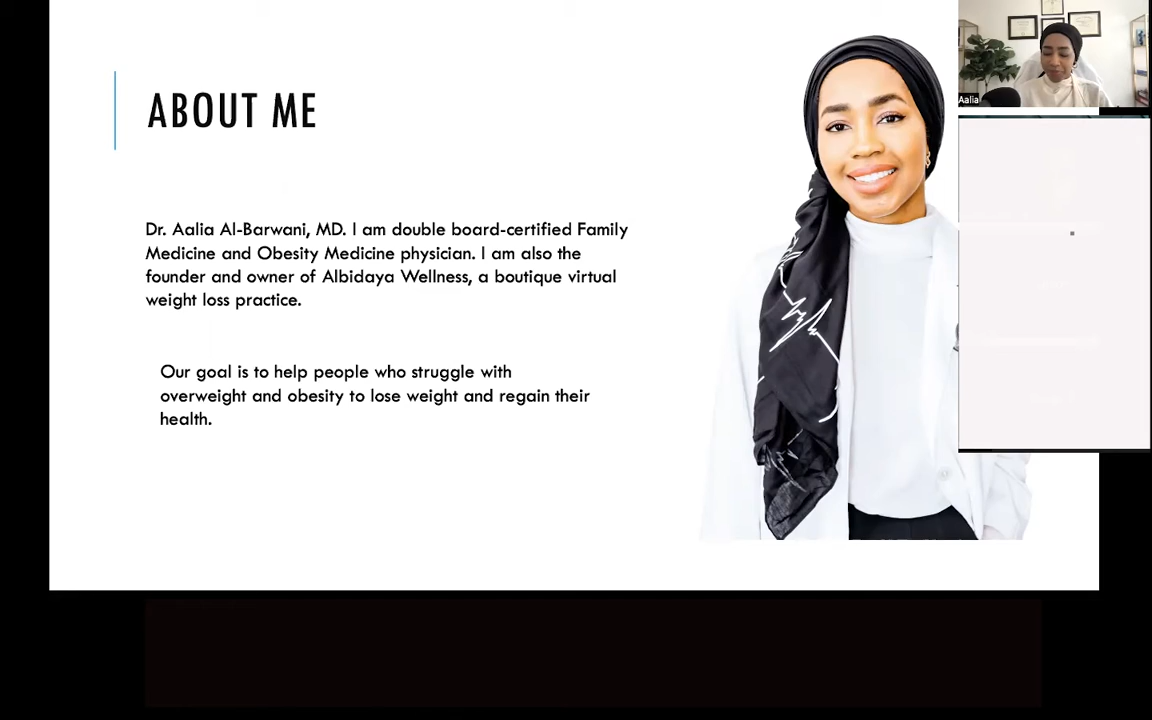 ABOUT ME
Dr. Aalia Al-Barwani, MD. I am double board-certified Family
Medicine and Obesity Medicine physician. I am also the
founder and owner of Albidaya Wellness, a boutique virtual
weight loss practice.
Our goal is to help people who struggle with
overweight and obesity to lose weight and regain their
health.
Aalia